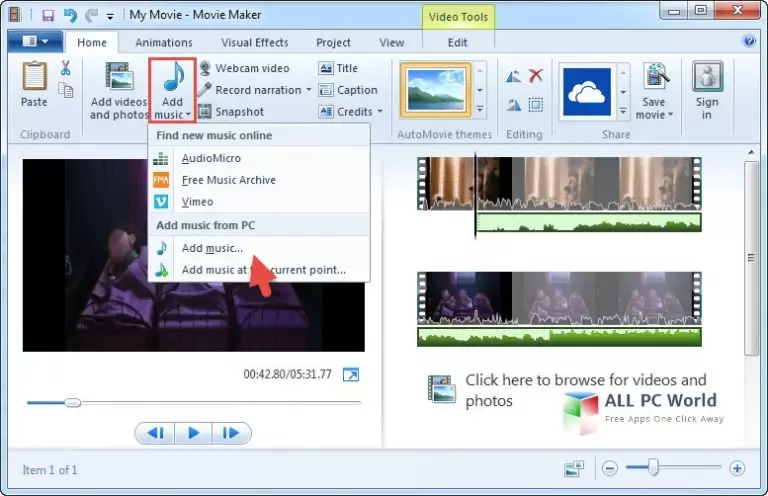 My Movie - Movie Maker
Video Tools
Home
Animations
Visual Effects
Project
View
Edit
Paste
Add videos
and photos
Add
music
Webcam video
Record narration
Snapshot
Title
Caption
Credits
Save
movie
Sign
in
Clipboard
AutoMovie themes
Editing
Share
Find new music online
AudioMicro
FMA
Free Music Archive
Vimeo
Add music from PC
Add music...
Add music at the current point...
00:42.80/05:31.77
Click here to browse for videos and
photos
ALL PC World
Free Apps One Click Away
Item 1 of 1